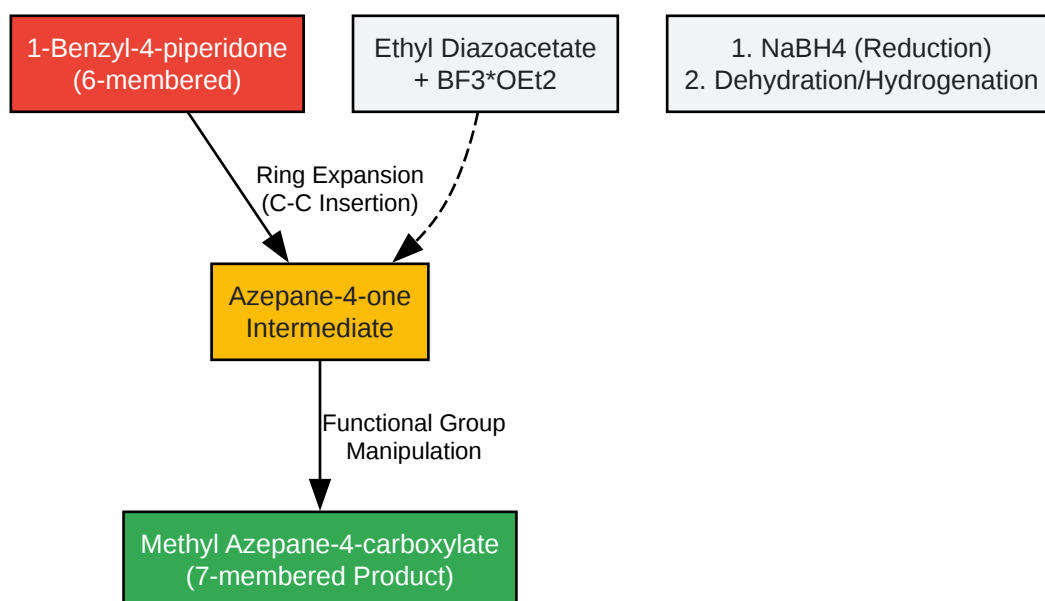 1-Benzyl-4-piperidone
(6-membered)
Ethyl Diazoacetate
+ BF3*OEt2
1. NaBH4 (Reduction)
2. Dehydration/Hydrogenation
Ring Expansion
(C-C Insertion)
Azepane-4-one
Intermediate
Functional Group
Manipulation
Methyl Azepane-4-carboxylate
(7-membered Product)